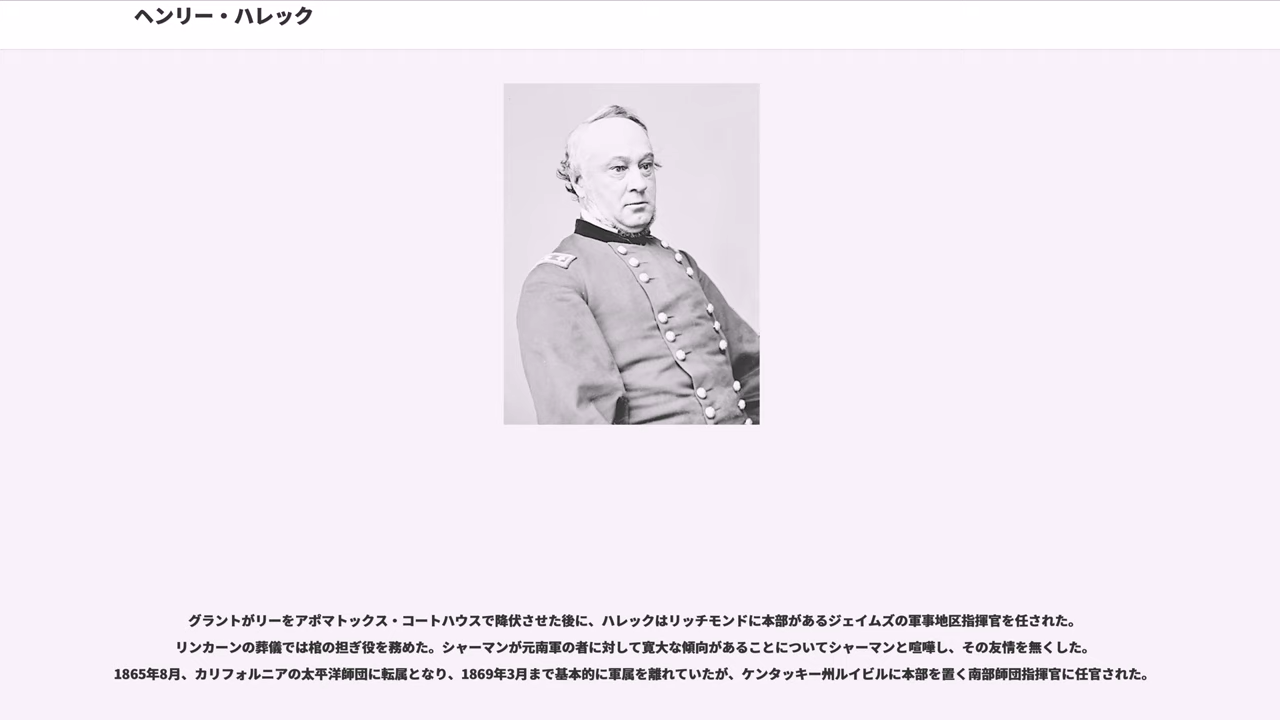 ヘンリー・ハレック
グラントがリーをアポマトックス・コートハウスで降伏させた後に、ハレックはリッチモンドに本部があるジェイムズの軍事地区指揮官を任された。
リンカーンの葬儀では棺の担ぎ役を務めた。シャーマンが元南軍の者に対して寛大な傾向があることについてシャーマンと喧嘩し、その友情を無くした。
1865年8月、カリフォルニアの太平洋師団に転属となり、1869年3月まで基本的に軍属を離れていたが、ケンタッキー州ルイビルに本部を置く南部師団指揮官に任官された。